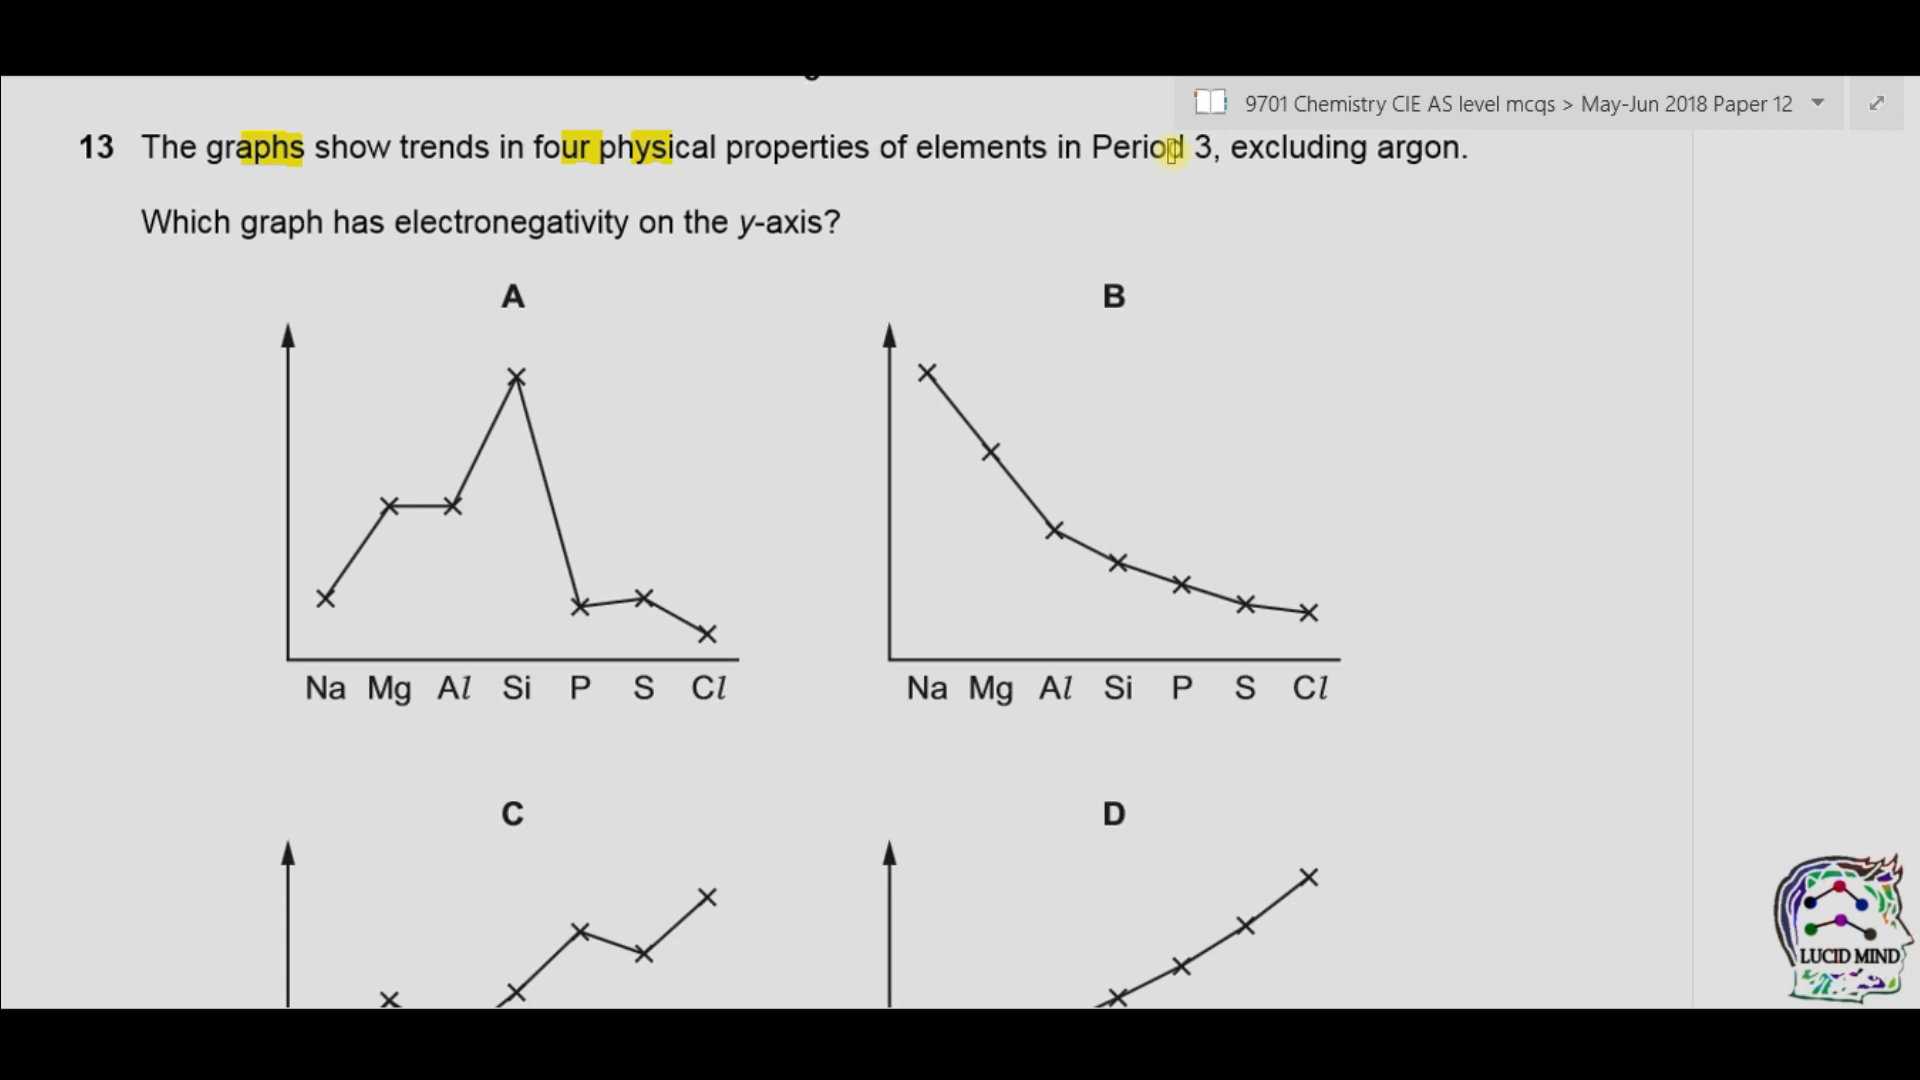 9701 Chemistry CIE AS level mcqs > May-Jun 2018 Paper 12
13 The graphs show trends in four physical properties of elements in Period 3, excluding argon.
Which graph has electronegativity on the y-axis?
A
B
Na Mg Al Si P S Cl
Na Mg Al Si P S Cl
C
D
LUCID MIND